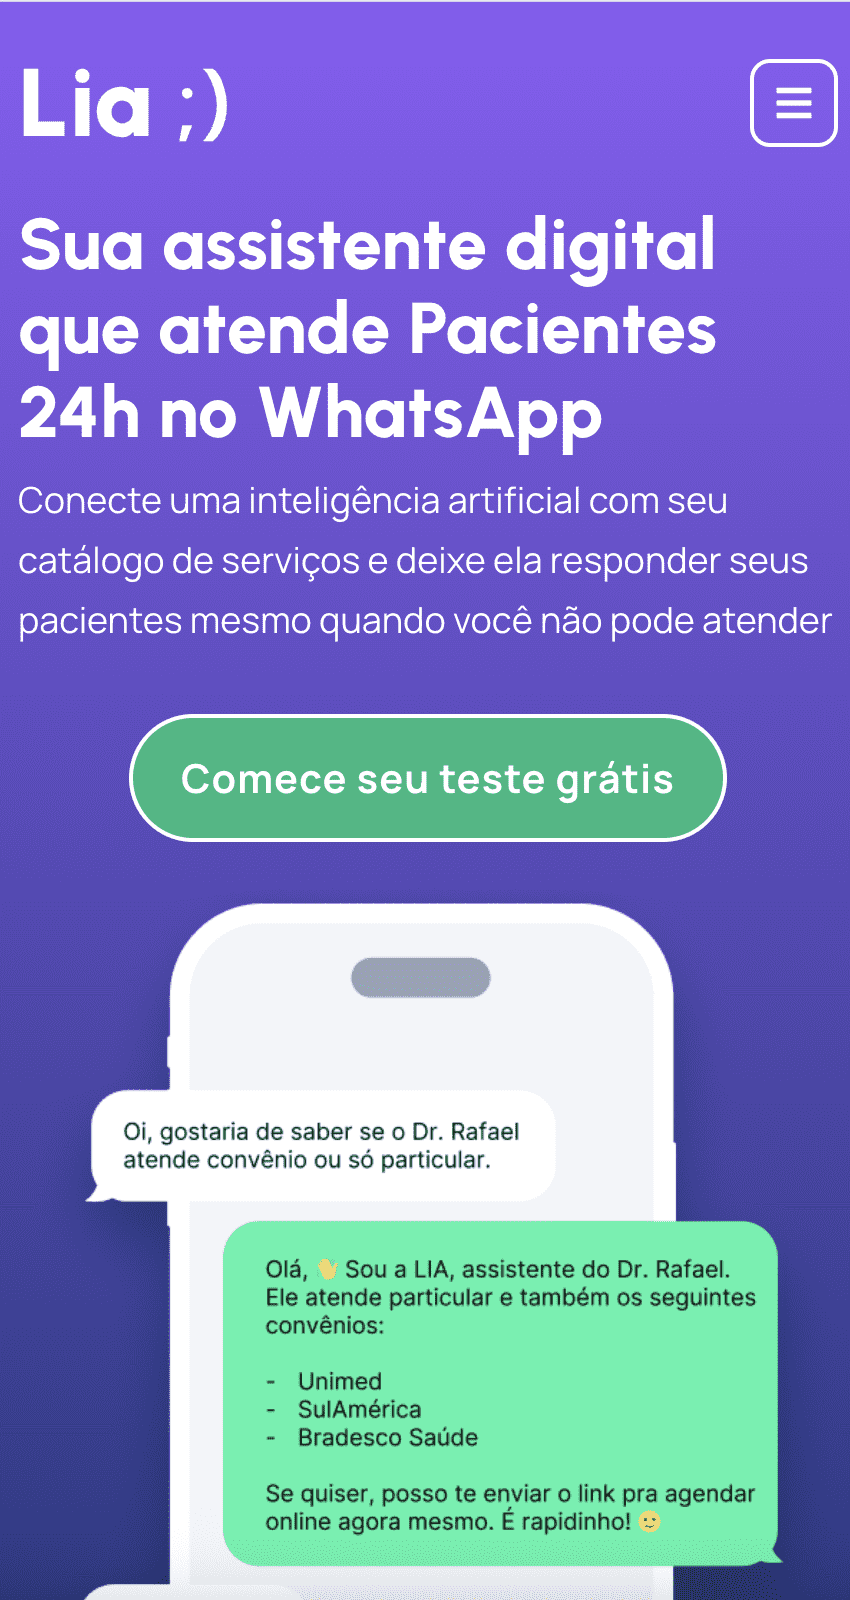 Lia ;)
Sua assistente digital
que atende Pacientes
24h no WhatsApp
Conecte uma inteligência artificial com seu
catálogo de serviços e deixe ela responder seus
pacientes mesmo quando você não pode atender
Comece seu teste grátis
Oi, gostaria de saber se o Dr. Rafael
atende convênio ou só particular.
Olá, 👋 Sou a LIA, assistente do Dr. Rafael.
Ele atende particular e também os seguintes
convênios:
- Unimed
- SulAmérica
- Bradesco Saúde
Se quiser, posso te enviar o link pra agendar
online agora mesmo. É rapidinho! 😉